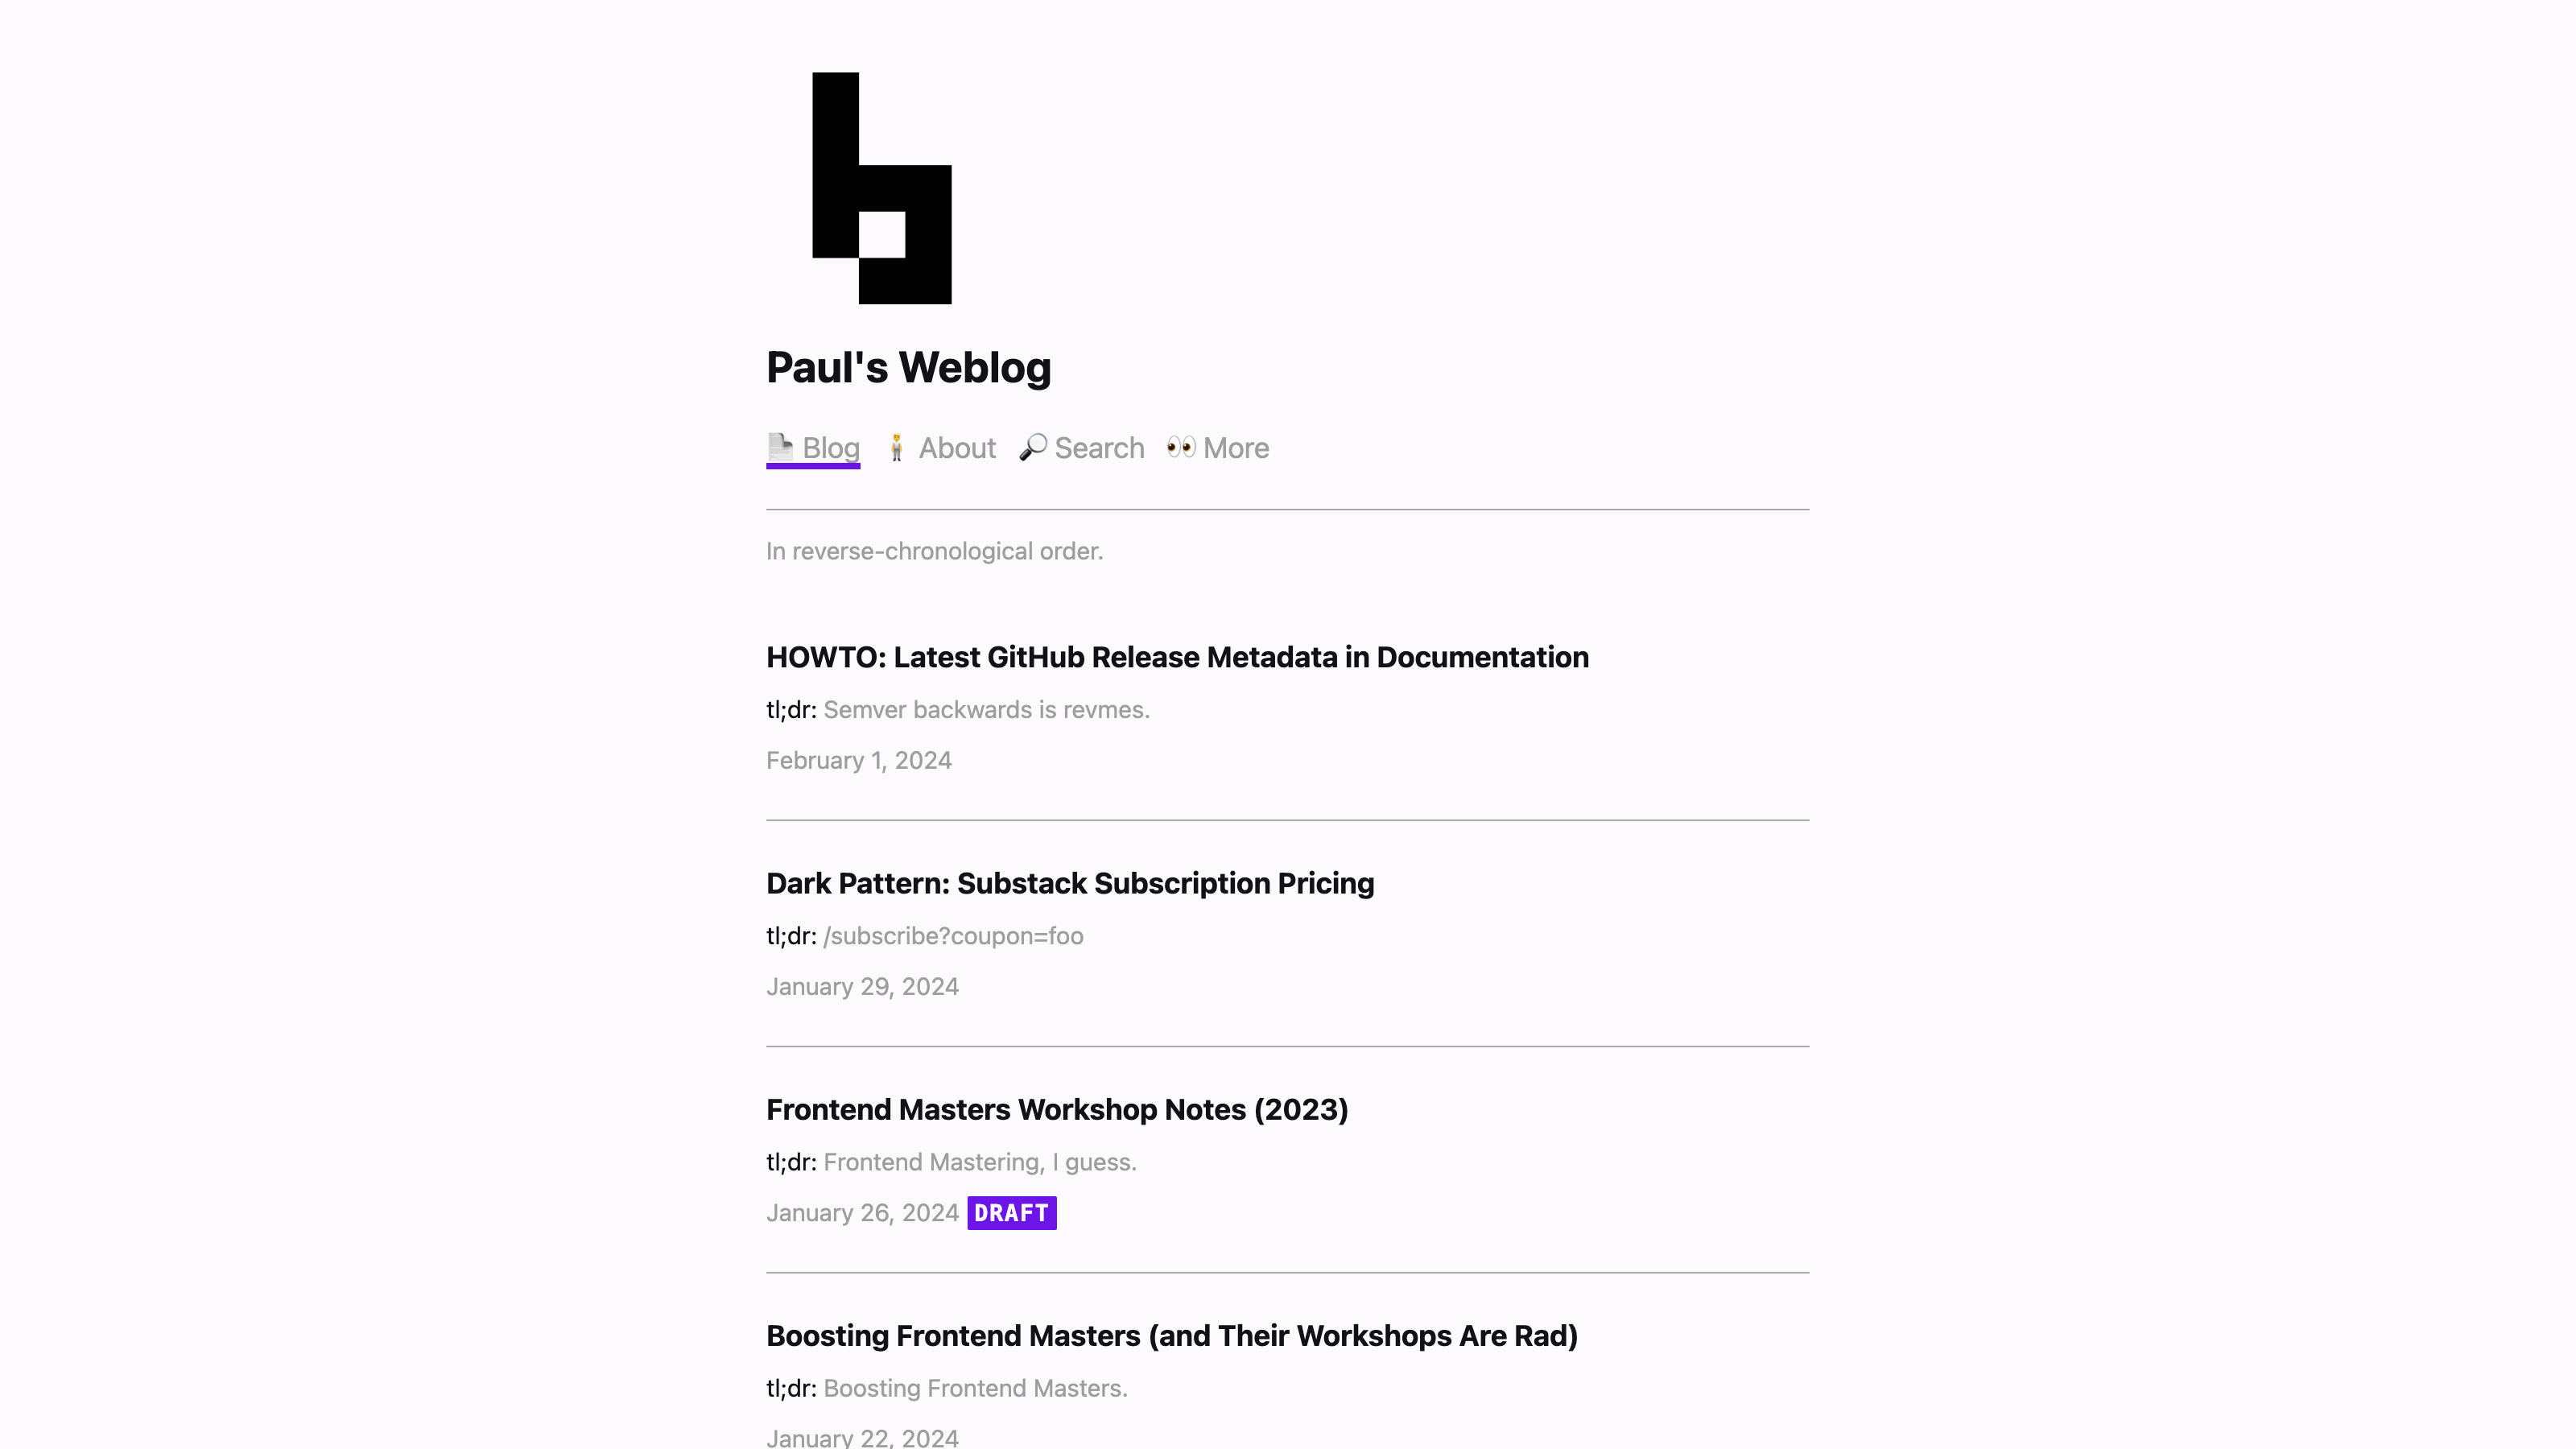 Paul's Weblog
Blog About Search More
In reverse-chronological order.
HOWTO: Latest GitHub Release Metadata in Documentation
tl;dr: Semver backwards is revmes.
February 1, 2024
Dark Pattern: Substack Subscription Pricing
tl;dr: /subscribe?coupon=foo
January 29, 2024
Frontend Masters Workshop Notes (2023)
tl;dr: Frontend Mastering, I guess.
January 26, 2024 DRAFT
Boosting Frontend Masters (and Their Workshops Are Rad)
tl;dr: Boosting Frontend Masters.
January 22, 2024